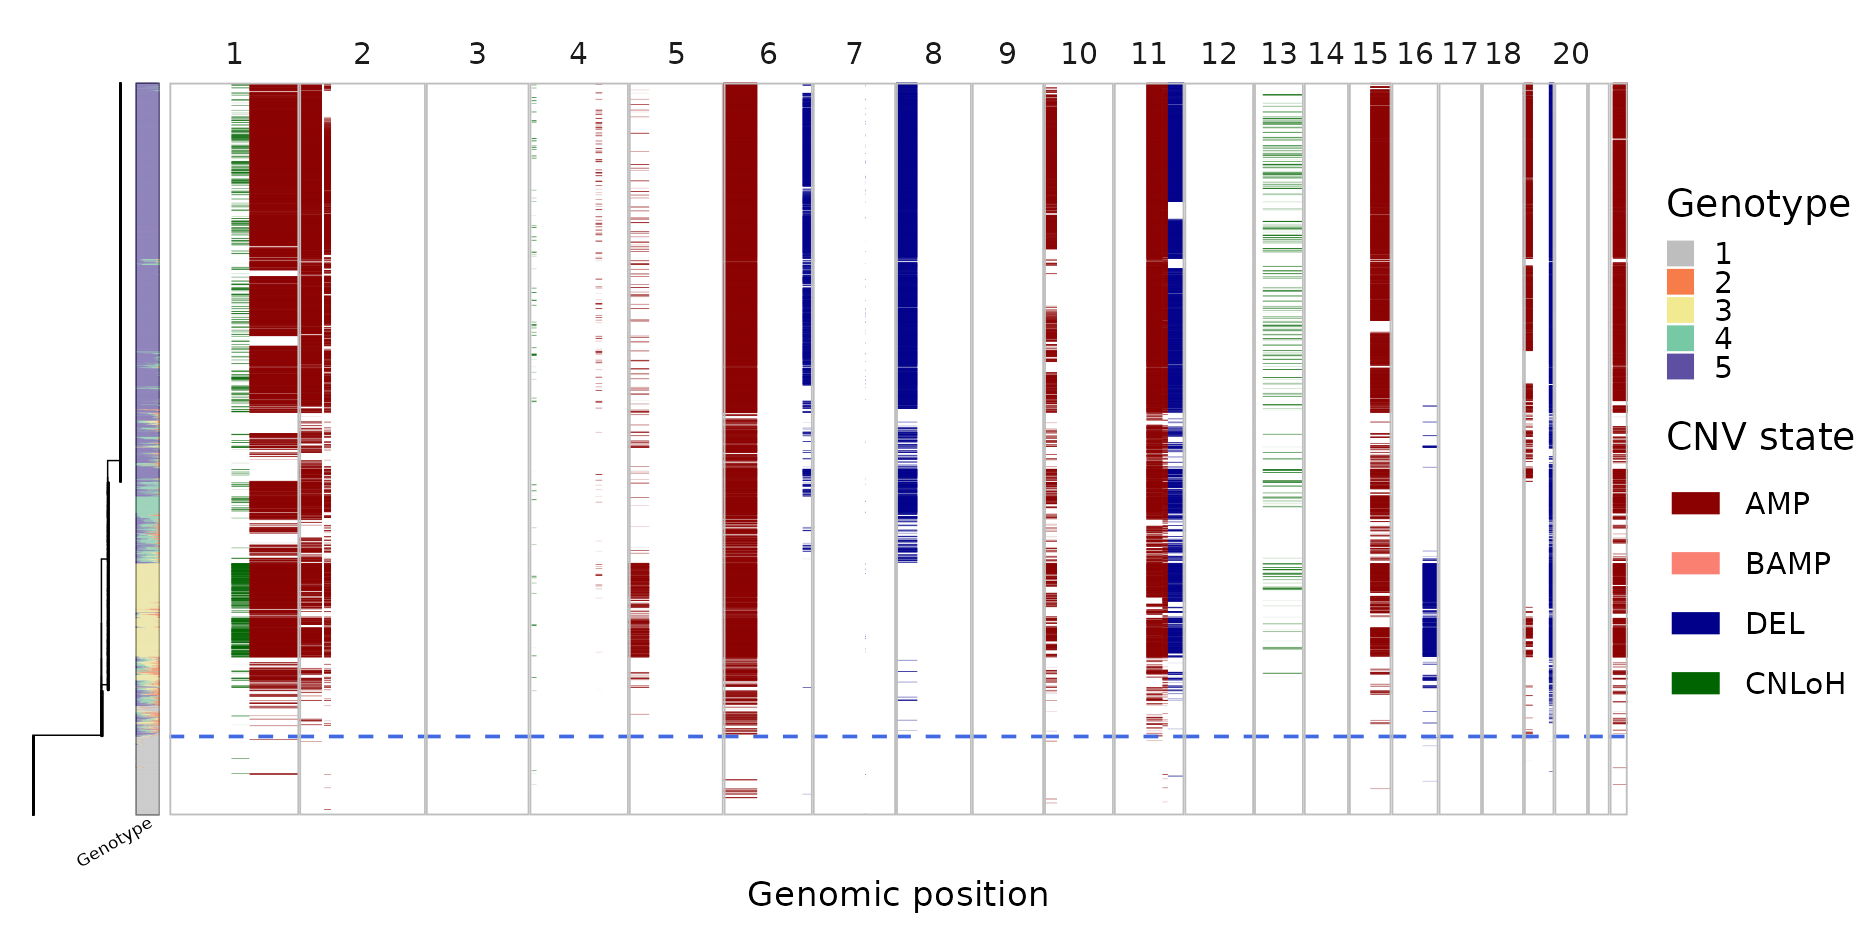 1 2 3 4 5 6 7 8 9 10 11 12 13 14 15 16 17 18 20
Genotype
1
2
3
4
5
CNV state
AMP
BAMP
DEL
CNLoH
Genotype
Genomic position